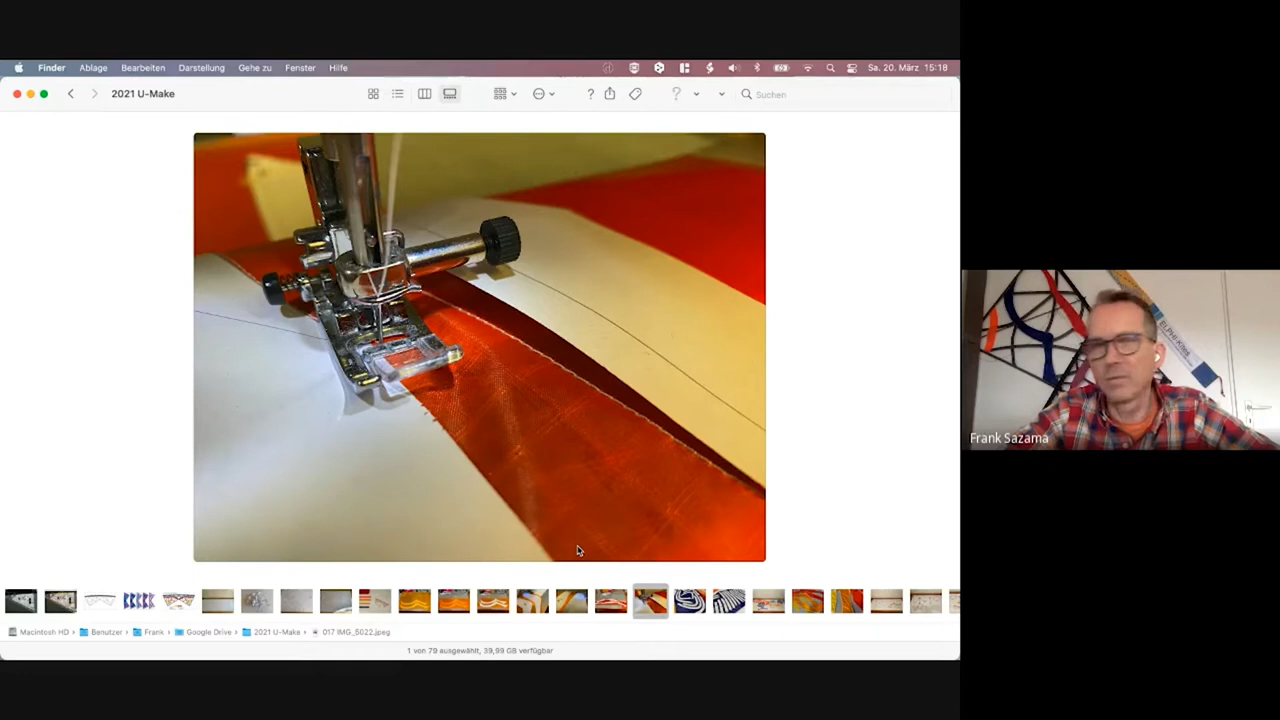 Finder Ablage Bearbeiten Darstellung Gehe zu Fenster Hilfe Sa. 20. März 15:18
2021 U-Make
Suchen
Frank Sazama
Macintosh HD › Benutzer › Frank › Google Drive › 2021 U-Make › 017 IMG_5022.jpeg
1 von 79 ausgewählt, 39,99 GB verfügbar